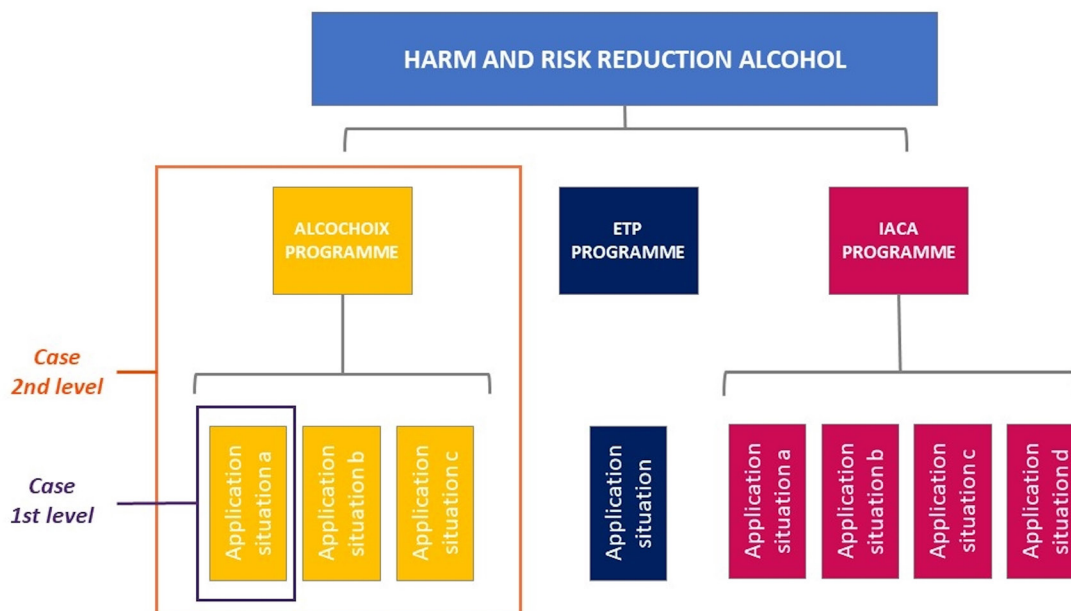 HARM AND RISK REDUCTION ALCOHOL
ALCOCHOIX
PROGRAMME
ETP
PROGRAMME
IACA
PROGRAMME
Case
2nd level
Case
1st level
Application
situation a
Application
situation b
Application
situation c
Application
situation
Application
situation a
Application
situation b
Application
situation c
Application
situation d